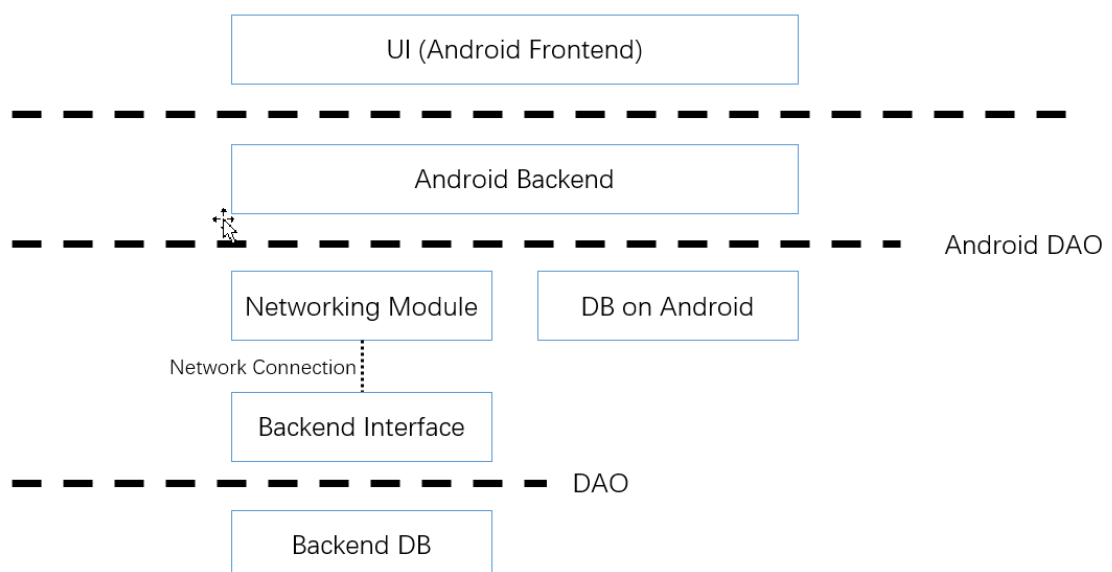 UI (Android Frontend)
Android Backend
Android DAO
Networking Module
DB on Android
Network Connection
Backend Interface
DAO
Backend DB